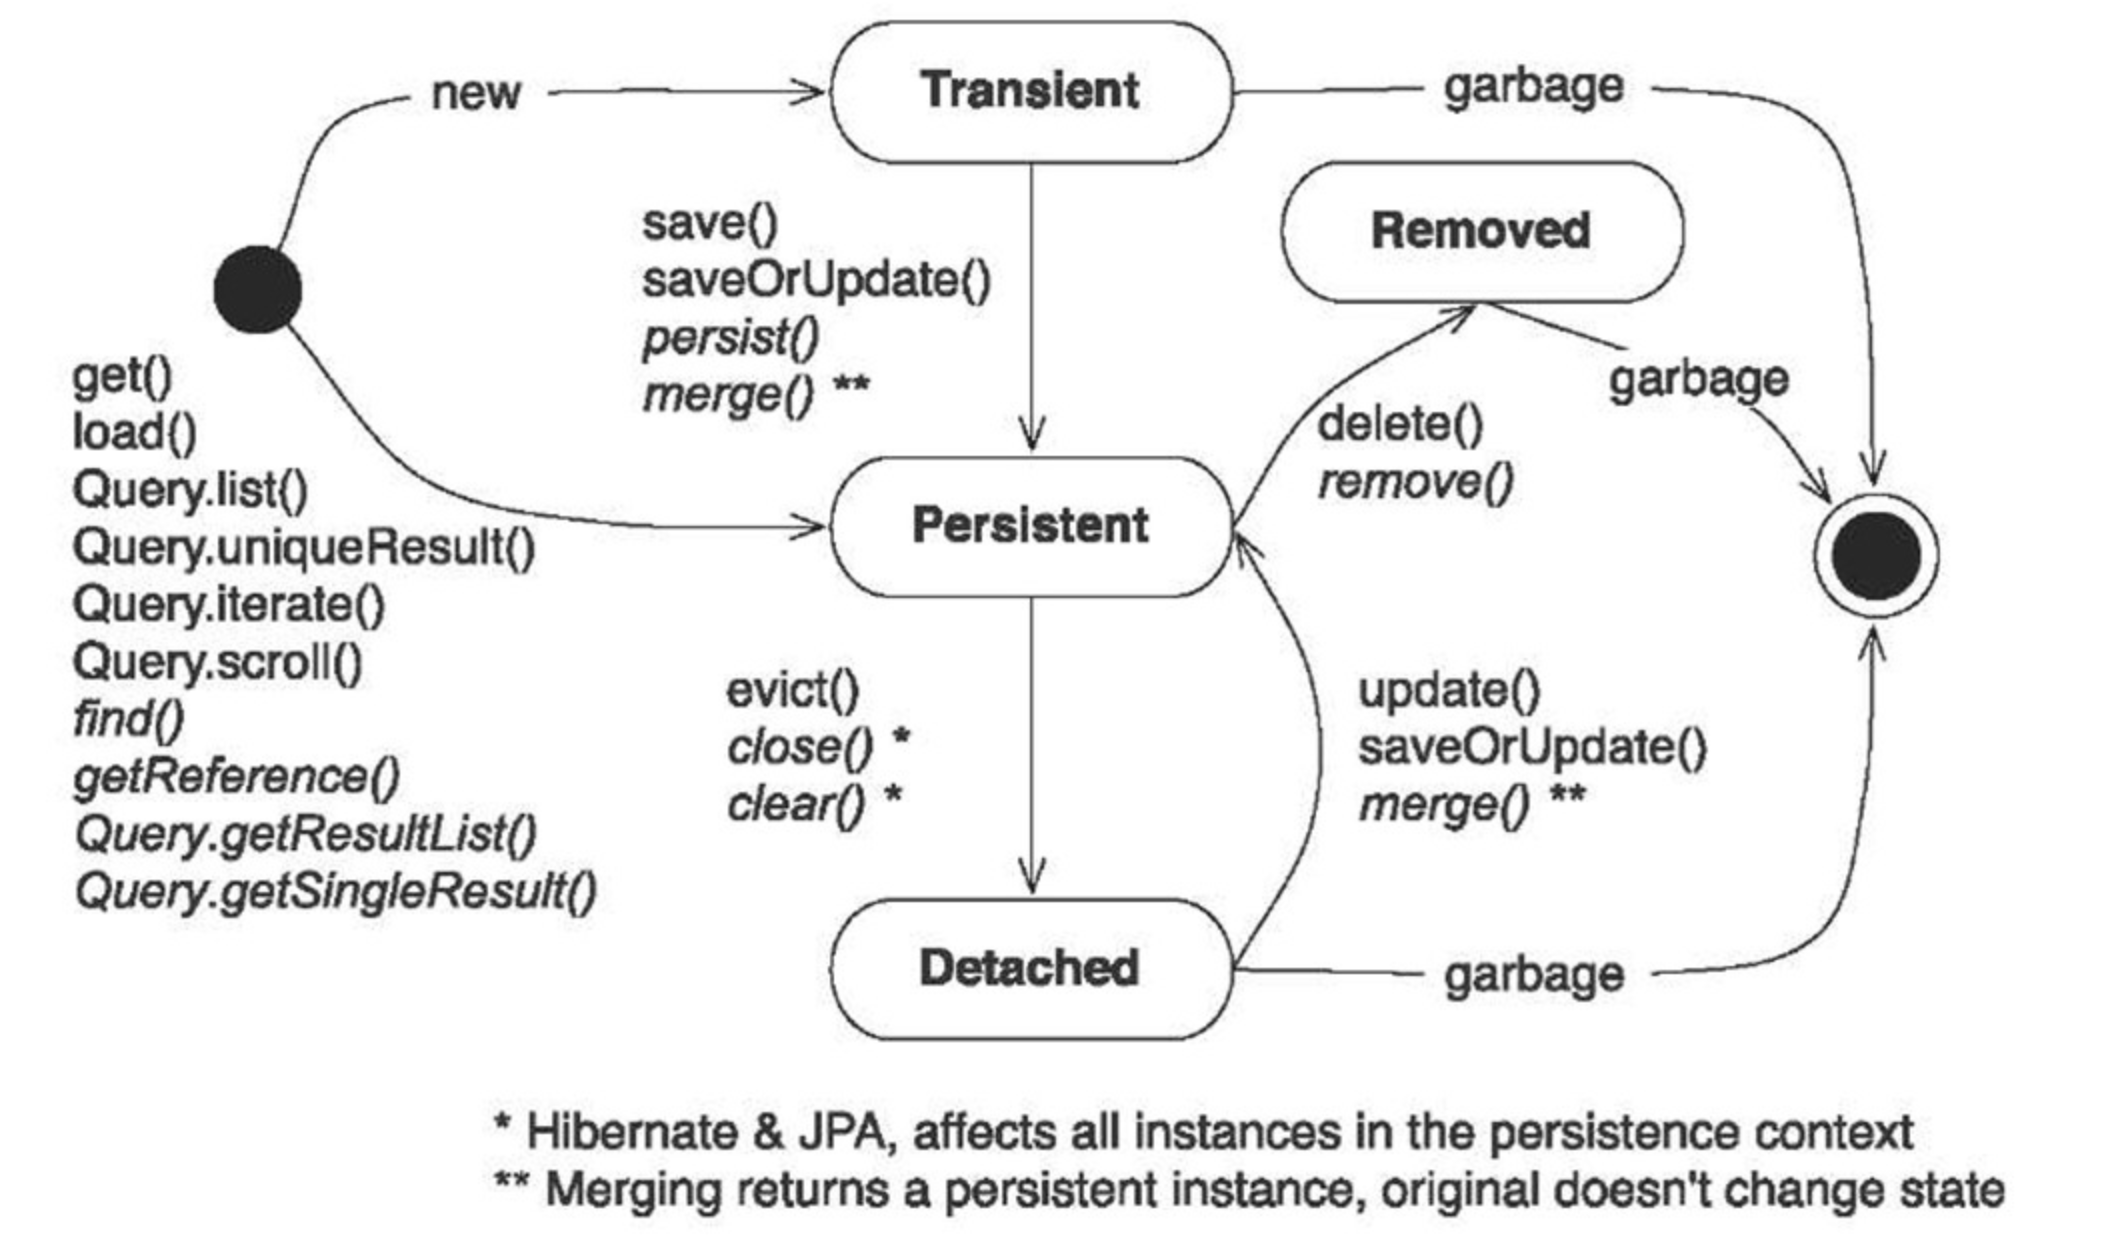 new
Transient
garbage
Removed
save()
saveOrUpdate()
persist()
merge() **
garbage
get()
load()
Query.list()
Query.uniqueResult()
Query.iterate()
Query.scroll()
find()
getReference()
Query.getResultList()
Query.getSingleResult()
delete()
remove()
Persistent
evict()
close() *
clear() *
update()
saveOrUpdate()
merge() **
Detached
garbage
* Hibernate & JPA, affects all instances in the persistence context
** Merging returns a persistent instance, original doesn't change state